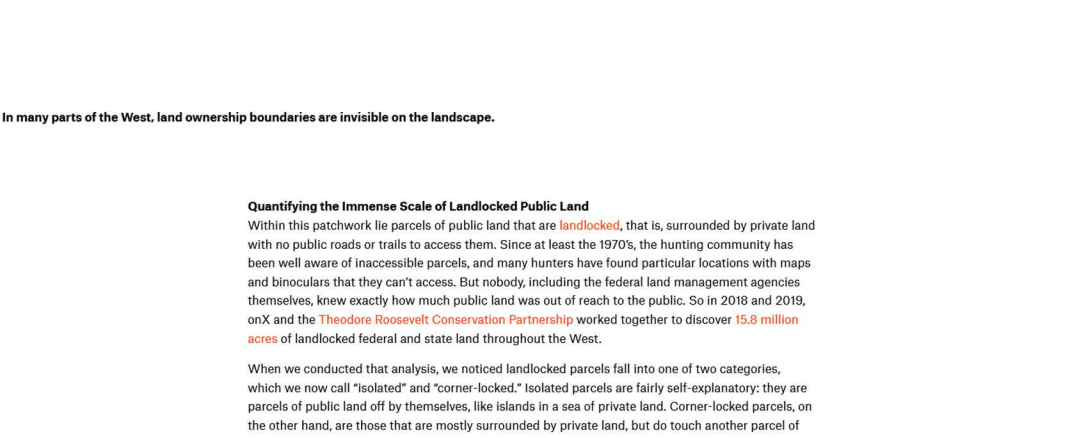 In many parts of the West, land ownership boundaries are invisible on the landscape.
Quantifying the Immense Scale of Landlocked Public Land
Within this patchwork lie parcels of public land that are landlocked, that is, surrounded by private land
with no public roads or trails to access them. Since at least the 1970’s, the hunting community has
been well aware of inaccessible parcels, and many hunters have found particular locations with maps
and binoculars that they can’t access. But nobody, including the federal land management agencies
themselves, knew exactly how much public land was out of reach to the public. So in 2018 and 2019,
onX and the Theodore Roosevelt Conservation Partnership worked together to discover 15.8 million
acres of landlocked federal and state land throughout the West.
When we conducted that analysis, we noticed landlocked parcels fall into one of two categories,
which we now call “isolated” and “corner-locked.” Isolated parcels are fairly self-explanatory: they are
parcels of public land off by themselves, like islands in a sea of private land. Corner-locked parcels, on
the other hand, are those that are mostly surrounded by private land, but do touch another parcel of